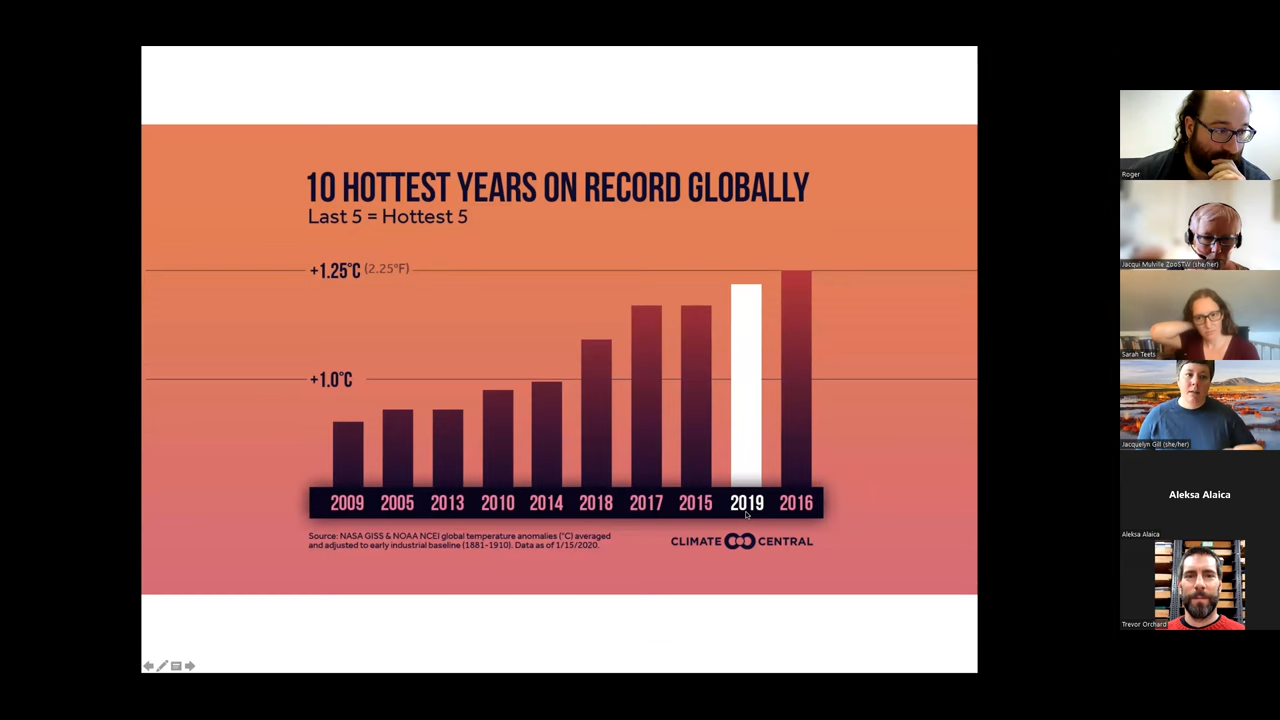 10 HOTTEST YEARS ON RECORD GLOBALLY
Last 5 = Hottest 5
+1.25°C (2.25°F)
+1.0°C
2009 2005 2013 2010 2014 2018 2017 2015 2019 2016
Source: NASA GISS & NOAA NCEI global temperature anomalies (°C) averaged
and adjusted to early industrial baseline (1881-1910). Data as of 1/15/2020.
CLIMATE CENTRAL
Roger
Jacqui Mulville ZooSTW (she/her)
Sarah Teets
Jacquelyn Gill (she/her)
Aleksa Alaica
Aleksa Alaica
Trevor Orchard